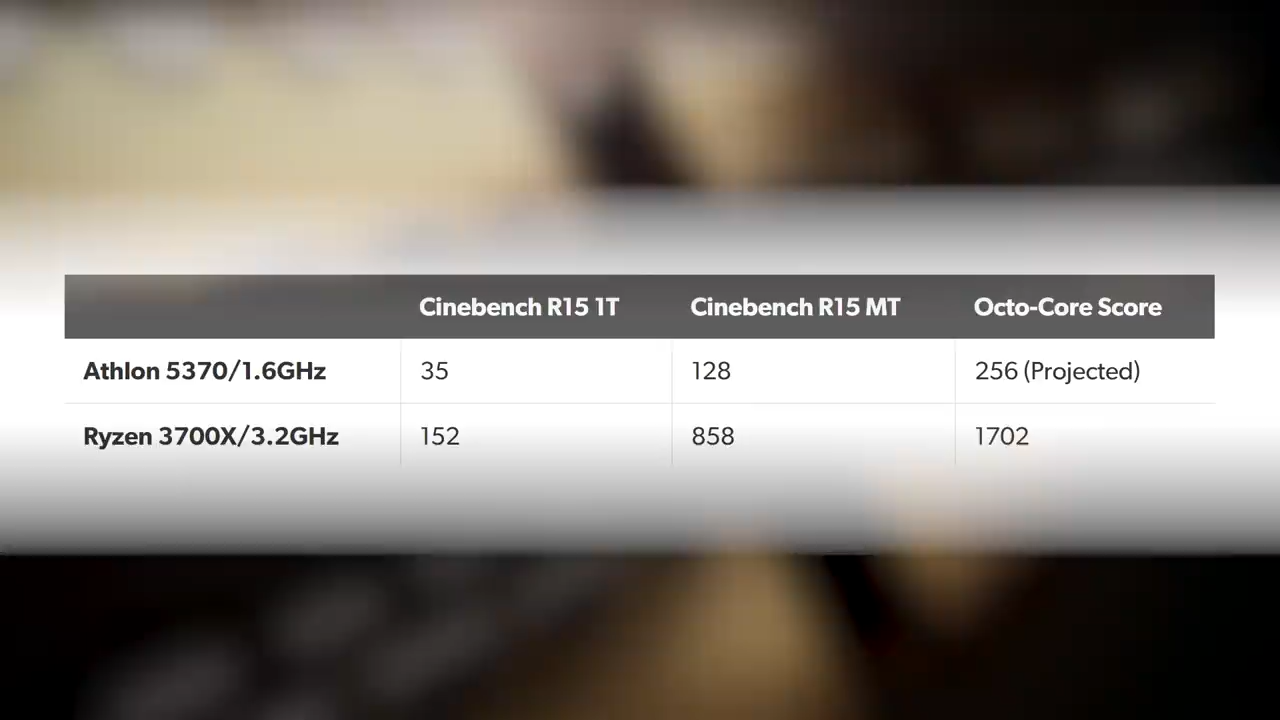 Cinebench R15 1T Cinebench R15 MT Octo-Core Score
Athlon 5370/1.6GHz 35 128 256 (Projected)
Ryzen 3700X/3.2GHz 152 858 1702